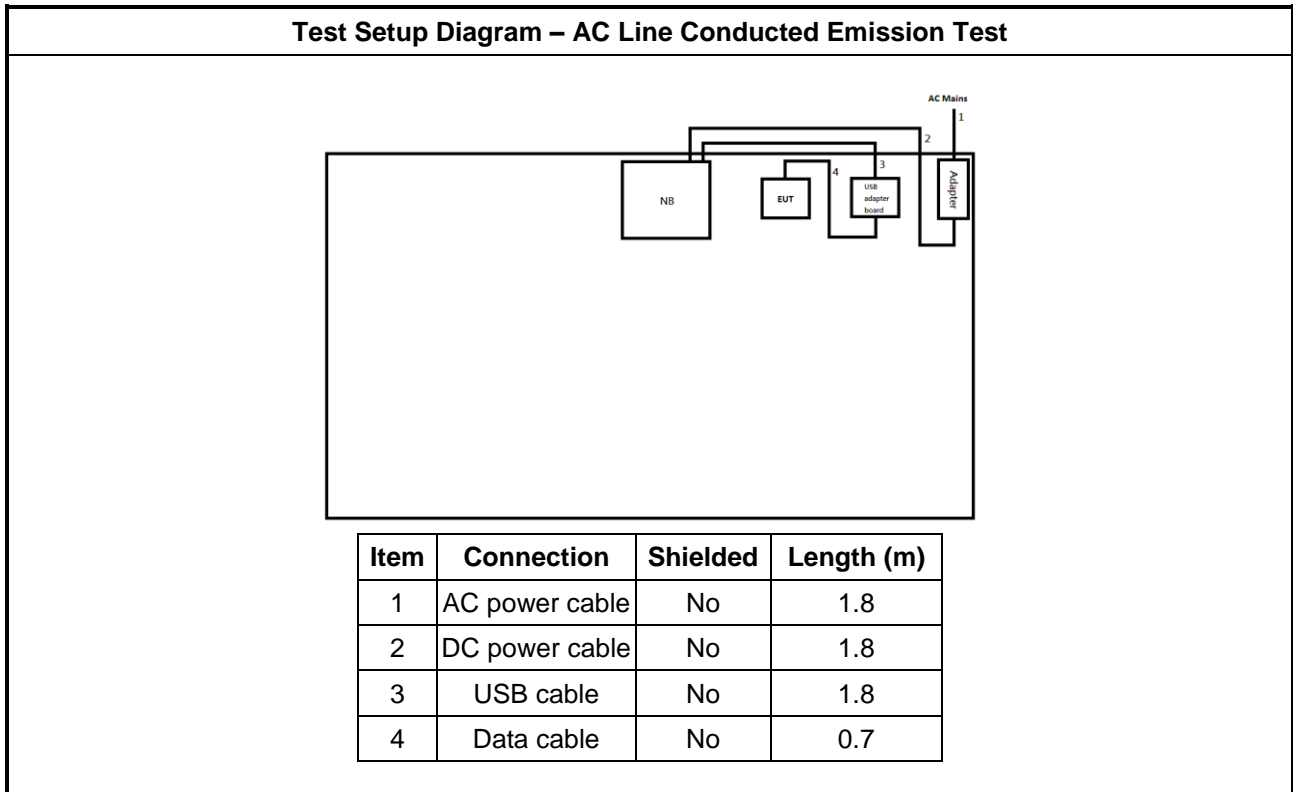 Test Setup Diagram – AC Line Conducted Emission Test
AC Mains
1
2
3
4
NB
EUT
USB
adapter
board
Adapter
Item Connection Shielded Length (m)
1 AC power cable No 1.8
2 DC power cable No 1.8
3 USB cable No 1.8
4 Data cable No 0.7